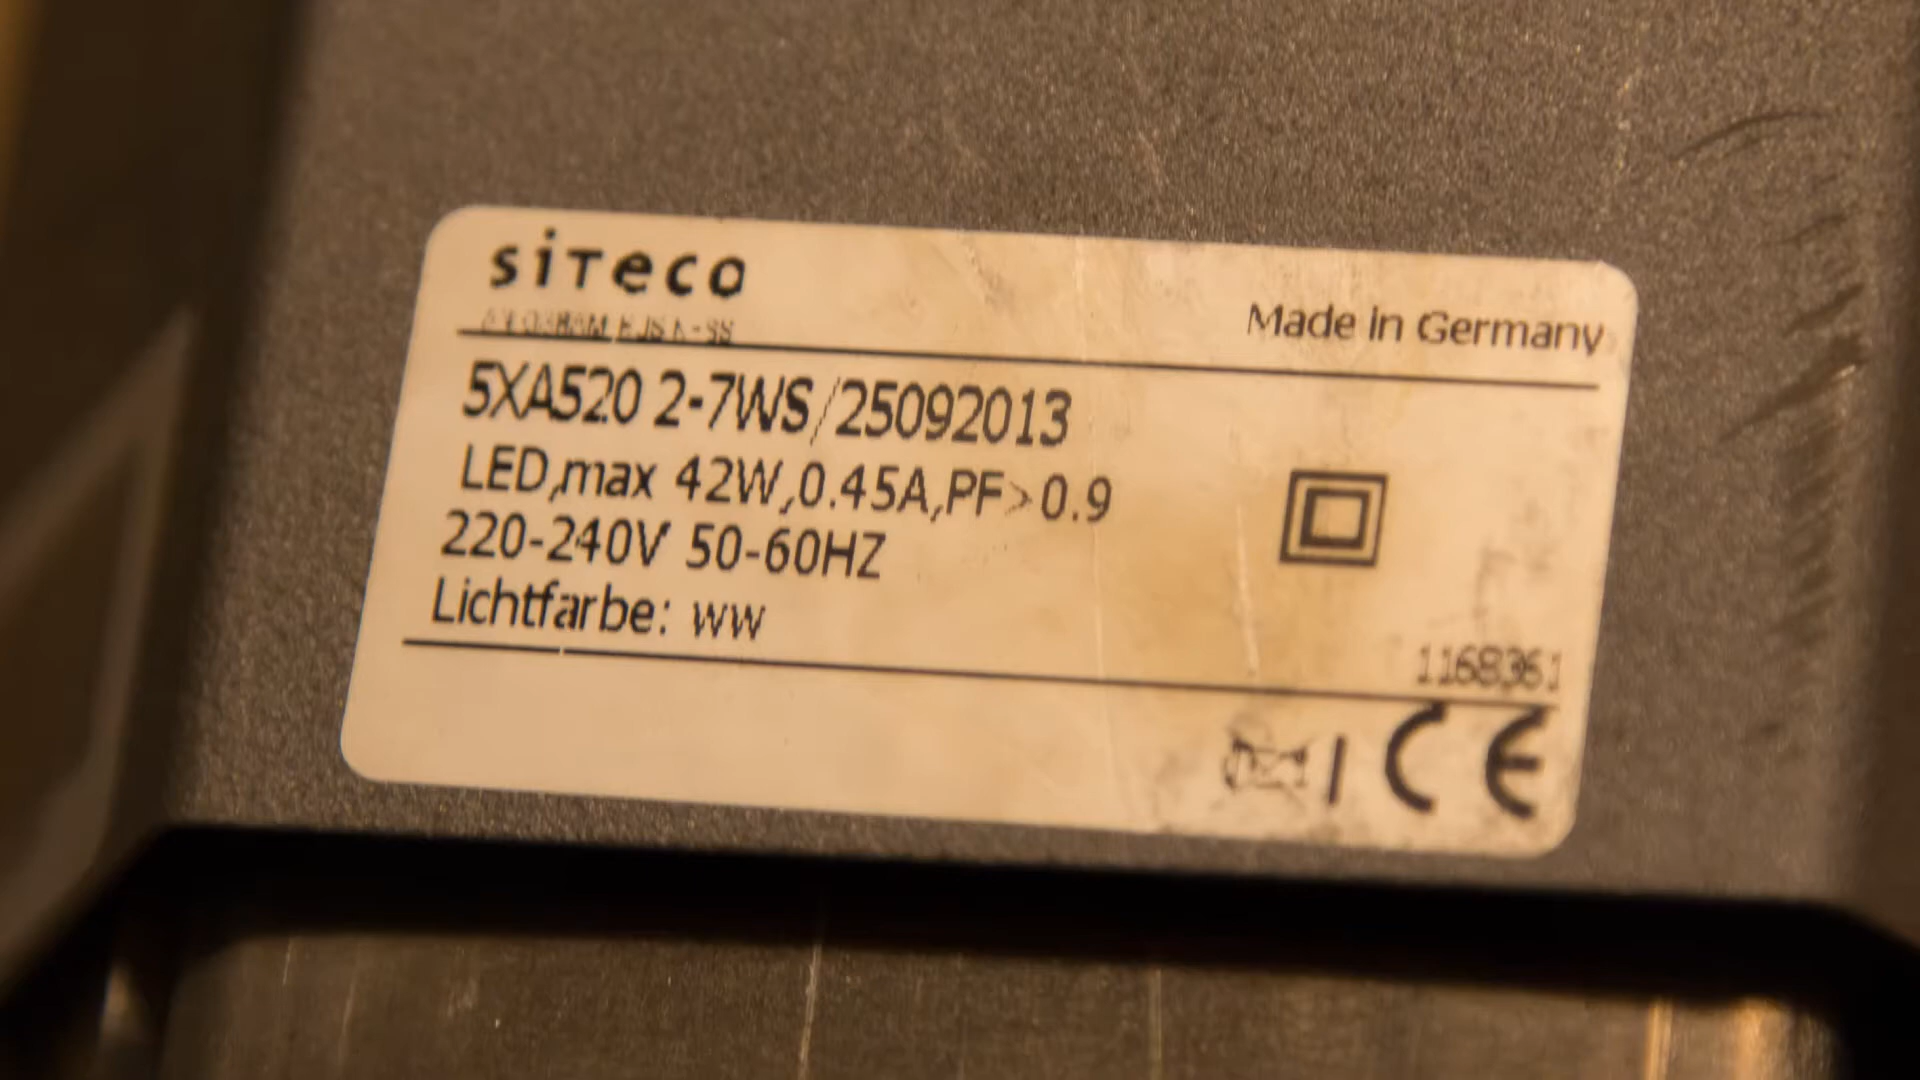 siteco
Made in Germany
5XA520 2-7WS/25092013
LED,max 42W,0.45A,PF>0.9
220-240V 50-60HZ
Lichtfarbe: ww
1168361
CE